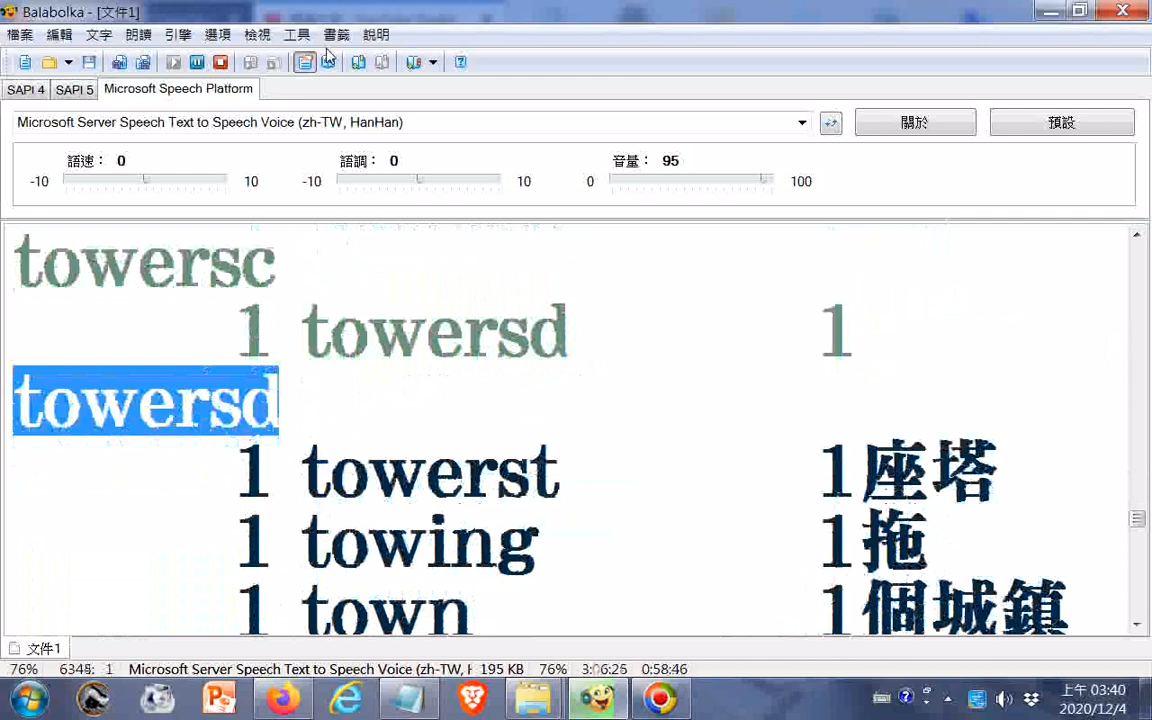 Balabolka - [文件1]
檔案 編輯 文字 朗讀 引擎 選項 檢視 工具 書籤 說明
SAPI 4 SAPI 5 Microsoft Speech Platform
Microsoft Server Speech Text to Speech Voice (zh-TW, HanHan) 關於 預設
語速： 0 語調： 0 音量： 95
-10 10 -10 10 0 100
towersc
1 towersd 1
towersd
1 towerst 1座塔
1 towing 1拖
1 town 1個城鎮
文件1
76% 6348: 1 Microsoft Server Speech Text to Speech Voice (zh-TW, H 195 KB 76% 3:06:25 0:58:46
上午 03:40
2020/12/4